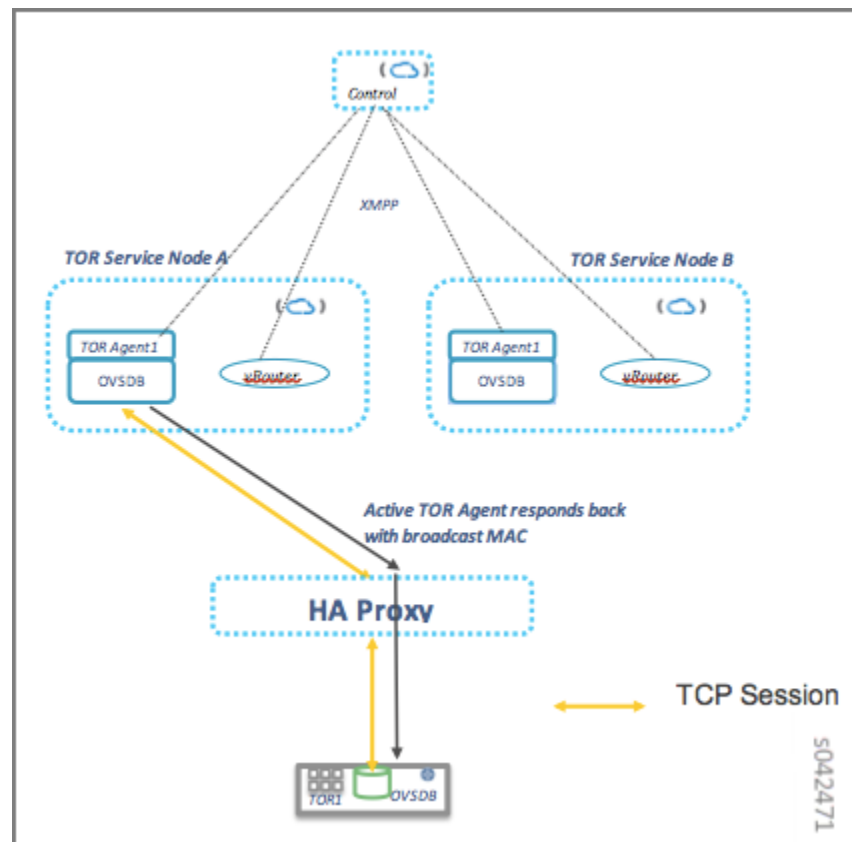 Control
XMPP
TOR Service Node A
TOR Service Node B
TOR Agent1
OVSDB
vRouter
TOR Agent1
OVSDB
vRouter
Active TOR Agent responds back
with broadcast MAC
HA Proxy
TCP Session
TOR1
OVSDB
s042471